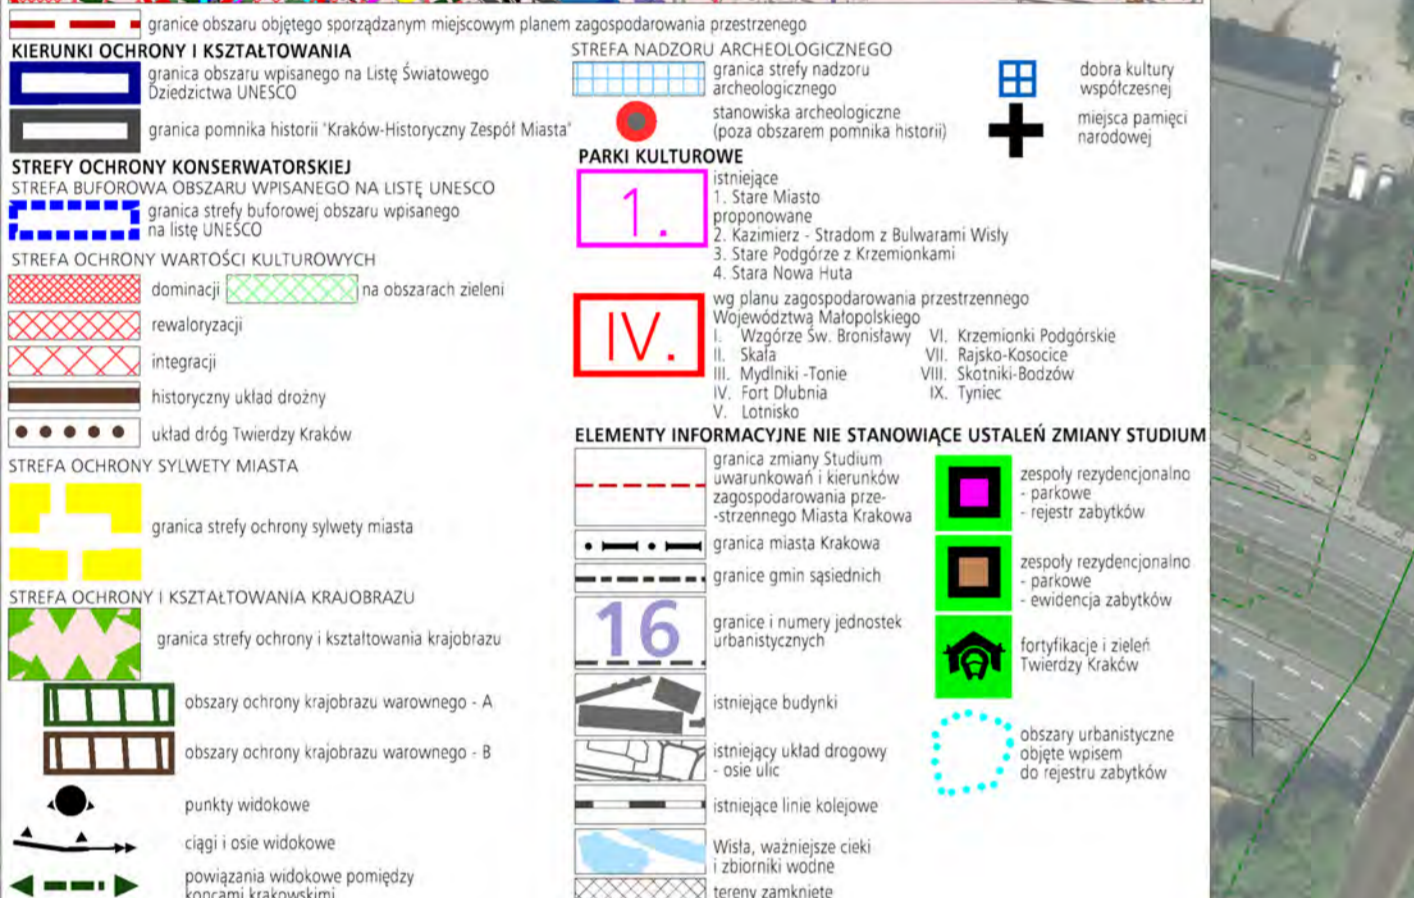 granice obszaru objętego sporządzanym miejscowym planem zagospodarowania przestrzenego
KIERUNKI OCHRONY I KSZTAŁTOWANIA
granica obszaru wpisanego na Listę Światowego
Dziedzictwa UNESCO
granica pomnika historii "Kraków-Historyczny Zespół Miasta"
STREFY OCHRONY KONSERWATORSKIEJ
STREFA BUFOROWA OBSZARU WPISANEGO NA LISTĘ UNESCO
granica strefy buforowej obszaru wpisanego
na listę UNESCO
STREFA OCHRONY WARTOŚCI KULTUROWYCH
dominacji
na obszarach zieleni
rewaloryzacji
integracji
historyczny układ drożny
układ dróg Twierdzy Kraków
STREFA OCHRONY SYLWETY MIASTA
granica strefy ochrony sylwety miasta
STREFA OCHRONY I KSZTAŁTOWANIA KRAJOBRAZU
granica strefy ochrony i kształtowania krajobrazu
obszary ochrony krajobrazu warownego - A
obszary ochrony krajobrazu warownego - B
punkty widokowe
ciągi i osie widokowe
powiązania widokowe pomiędzy
kopcami krakowskimi
STREFA NADZORU ARCHEOLOGICZNEGO
granica strefy nadzoru
archeologicznego
stanowiska archeologiczne
(poza obszarem pomnika historii)
dobra kultury
współczesnej
miejsca pamięci
narodowej
PARKI KULTUROWE
1.
istniejące
1. Stare Miasto
proponowane
2. Kazimierz - Stradom z Bulwarami Wisły
3. Stare Podgórze z Krzemionkami
4. Stara Nowa Huta
IV.
wg planu zagospodarowania przestrzennego
Województwa Małopolskiego
I. Wzgórze Św. Bronisławy
II. Skała
III. Mydlniki -Tonie
IV. Fort Dłubnia
V. Lotnisko
VI. Krzemionki Podgórskie
VII. Rajsko-Kosocice
VIII. Skotniki-Bodzów
IX. Tyniec
ELEMENTY INFORMACYJNE NIE STANOWIĄCE USTALEŃ ZMIANY STUDIUM
granica zmiany Studium
uwarunkowań i kierunków
zagospodarowania prze-
-strzennego Miasta Krakowa
granica miasta Krakowa
granice gmin sąsiednich
16
granice i numery jednostek
urbanistycznych
istniejące budynki
istniejący układ drogowy
- osie ulic
istniejące linie kolejowe
Wisła, ważniejsze cieki
i zbiorniki wodne
tereny zamknięte
zespoły rezydencjonalno
- parkowe
- rejestr zabytków
zespoły rezydencjonalno
- parkowe
- ewidencja zabytków
fortyfikacje i zieleń
Twierdzy Kraków
obszary urbanistyczne
objęte wpisem
do rejestru zabytków